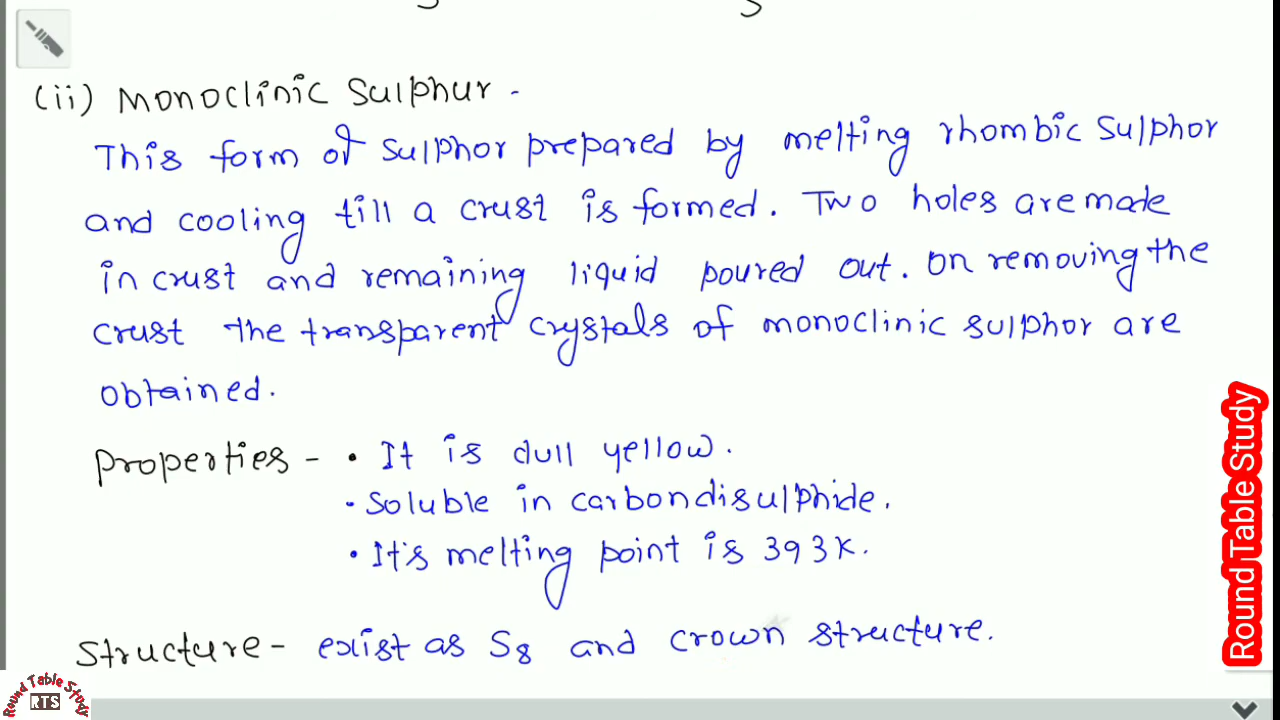 (ii) Monoclinic Sulphur -
This form of sulphor prepared by melting rhombic sulphor
and cooling till a crust is formed. Two holes are made
in crust and remaining liquid poured out. On removing the
crust the transparent crystals of monoclinic sulphor are
obtained.
Properties - • It is dull yellow.
• Soluble in carbondisulphide.
• It's melting point is 393K.
Structure - exist as S8 and crown structure.
Round Table Study
Round Table Study
RTS